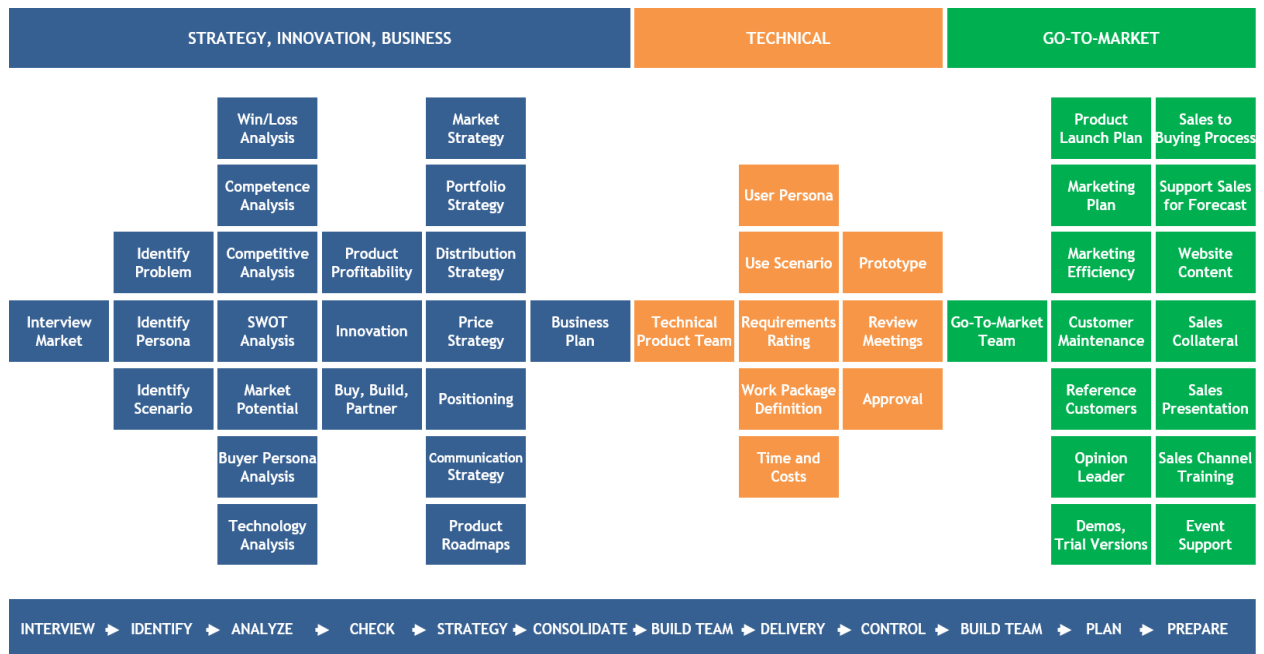 STRATEGY, INNOVATION, BUSINESS
TECHNICAL
GO-TO-MARKET
Win/Loss
Analysis
Market
Strategy
Product
Launch Plan
Sales to
Buying Process
Competence
Analysis
Portfolio
Strategy
User Persona
Marketing
Plan
Support Sales
for Forecast
Identify
Problem
Competitive
Analysis
Product
Profitability
Distribution
Strategy
Use Scenario
Prototype
Marketing
Efficiency
Website
Content
Interview
Market
Identify
Persona
SWOT
Analysis
Innovation
Price
Strategy
Business
Plan
Technical
Product Team
Requirements
Rating
Review
Meetings
Go-To-Market
Team
Customer
Maintenance
Sales
Collateral
Identify
Scenario
Market
Potential
Buy, Build,
Partner
Positioning
Work Package
Definition
Approval
Reference
Customers
Sales
Presentation
Buyer Persona
Analysis
Communication
Strategy
Time and
Costs
Opinion
Leader
Sales Channel
Training
Technology
Analysis
Product
Roadmaps
Demos,
Trial Versions
Event
Support
INTERVIEW IDENTIFY ANALYZE CHECK STRATEGY CONSOLIDATE BUILD TEAM DELIVERY CONTROL BUILD TEAM PLAN PREPARE